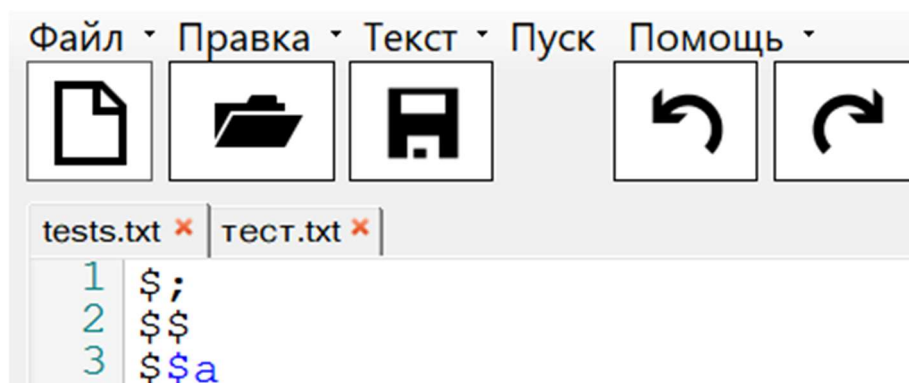 Файл Правка Текст Пуск Помощь
tests.txt тест.txt
1 $;
2 $$
3 $$a